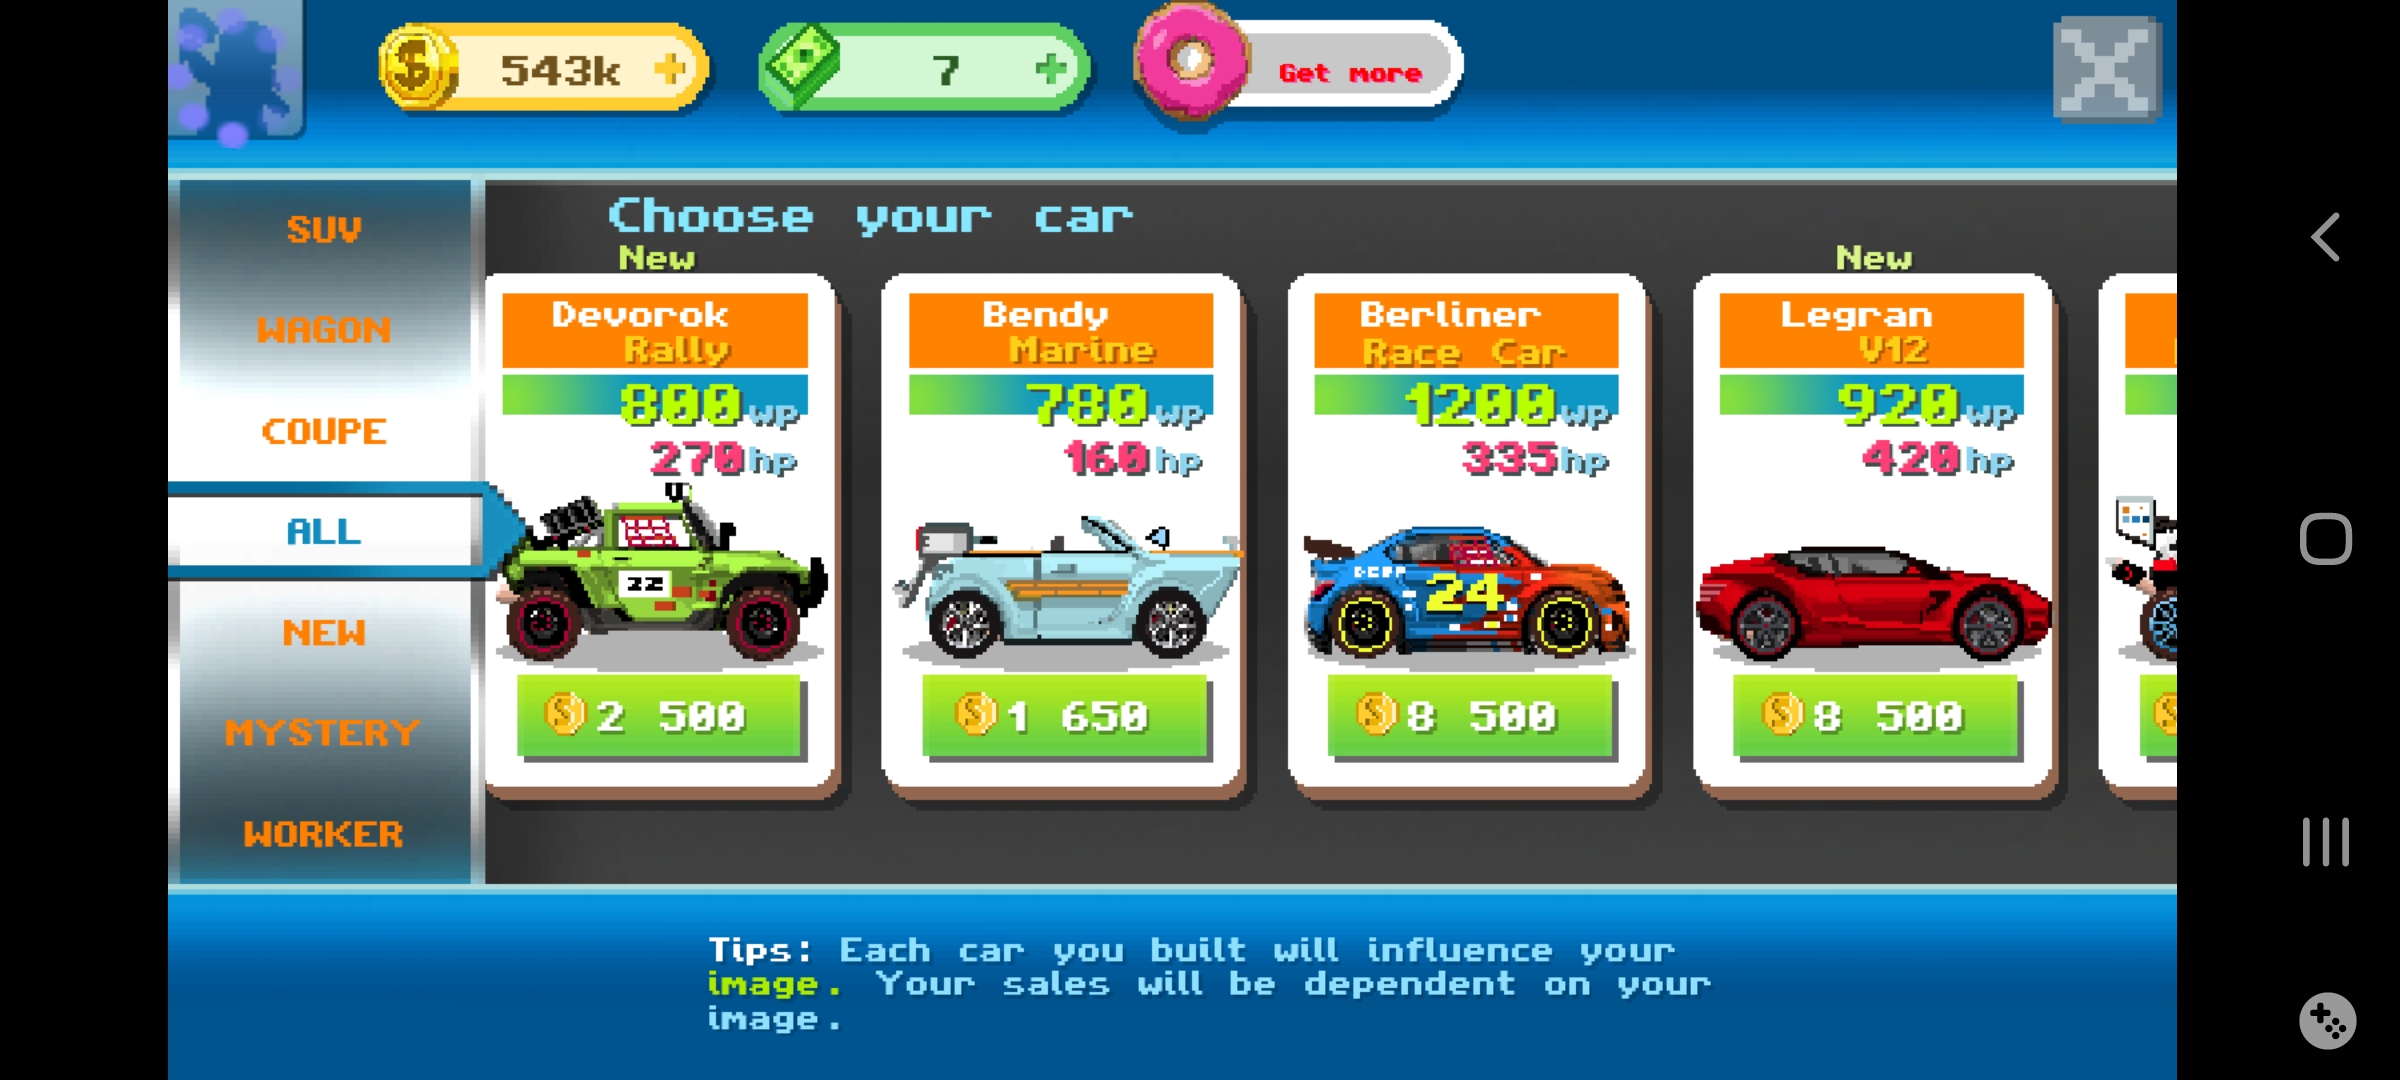 543k
7
Get more
SUV
WAGON
COUPE
ALL
NEW
MYSTERY
WORKER
Choose your car
New
Devorok
Rally
800 wp
270 hp
32
2 500
Bendy
Marine
780 wp
160 hp
1 650
Berliner
Race Car
1200 wp
335 hp
24
8 500
New
Legran
V12
920 wp
420 hp
8 500
Tips: Each car you built will influence your
image. Your sales will be dependent on your
image.